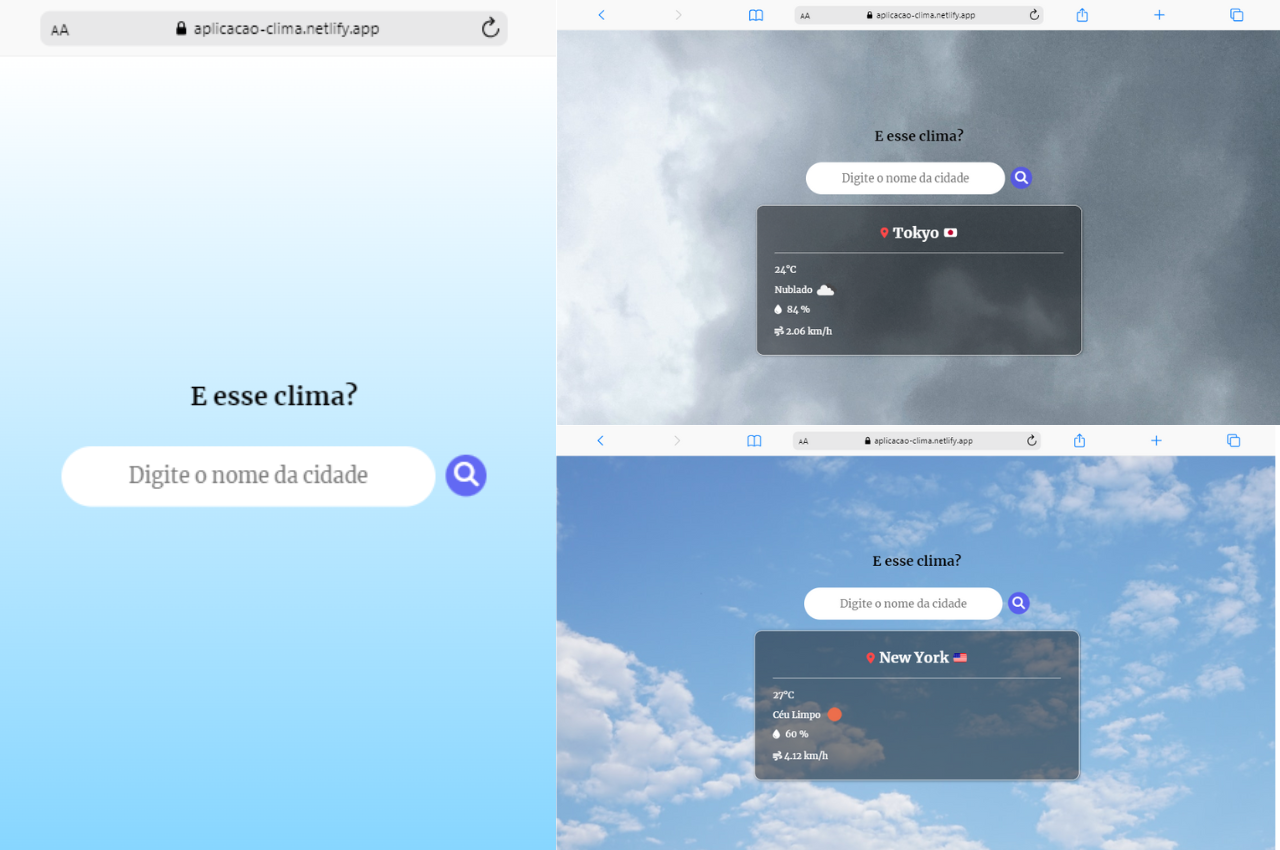 AA aplicacao-clima.netlify.app
E esse clima?
Digite o nome da cidade
AA aplicacao-clima.netlify.app
E esse clima?
Digite o nome da cidade
Tokyo
24°C
Nublado
84 %
2.06 km/h
AA aplicacao-clima.netlify.app
E esse clima?
Digite o nome da cidade
New York
27°C
Céu Limpo
60 %
4.12 km/h